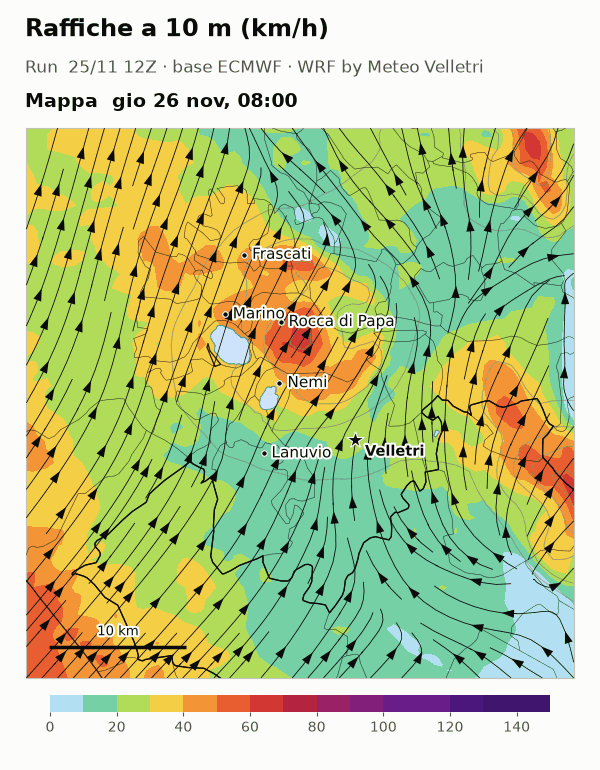 Raffiche a 10 m (km/h)
Run  25/11 12Z · base ECMWF · WRF by Meteo Velletri
Mappa  gio 26 nov, 08:00
Frascati
Marino
Rocca di Papa
Nemi
Velletri
Lanuvio
10 km
0 20 40 60 80 100 120 140